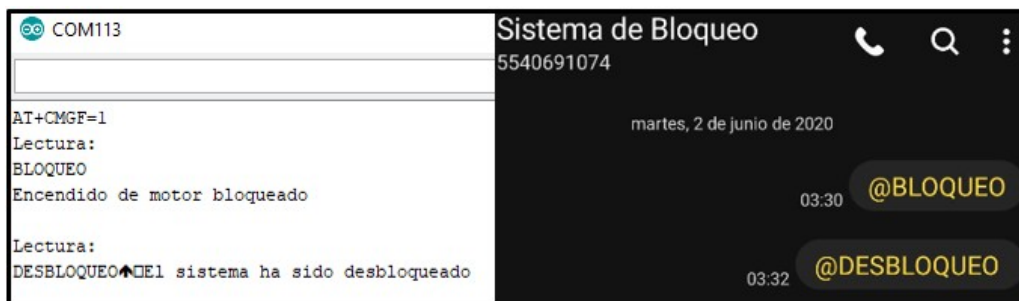 COM113
AT+CMGF=1
Lectura:
BLOQUEO
Encendido de motor bloqueado
Lectura:
DESBLOQUEO🡹□El sistema ha sido desbloqueado
Sistema de Bloqueo
5540691074
martes, 2 de junio de 2020
03:30 @BLOQUEO
03:32 @DESBLOQUEO